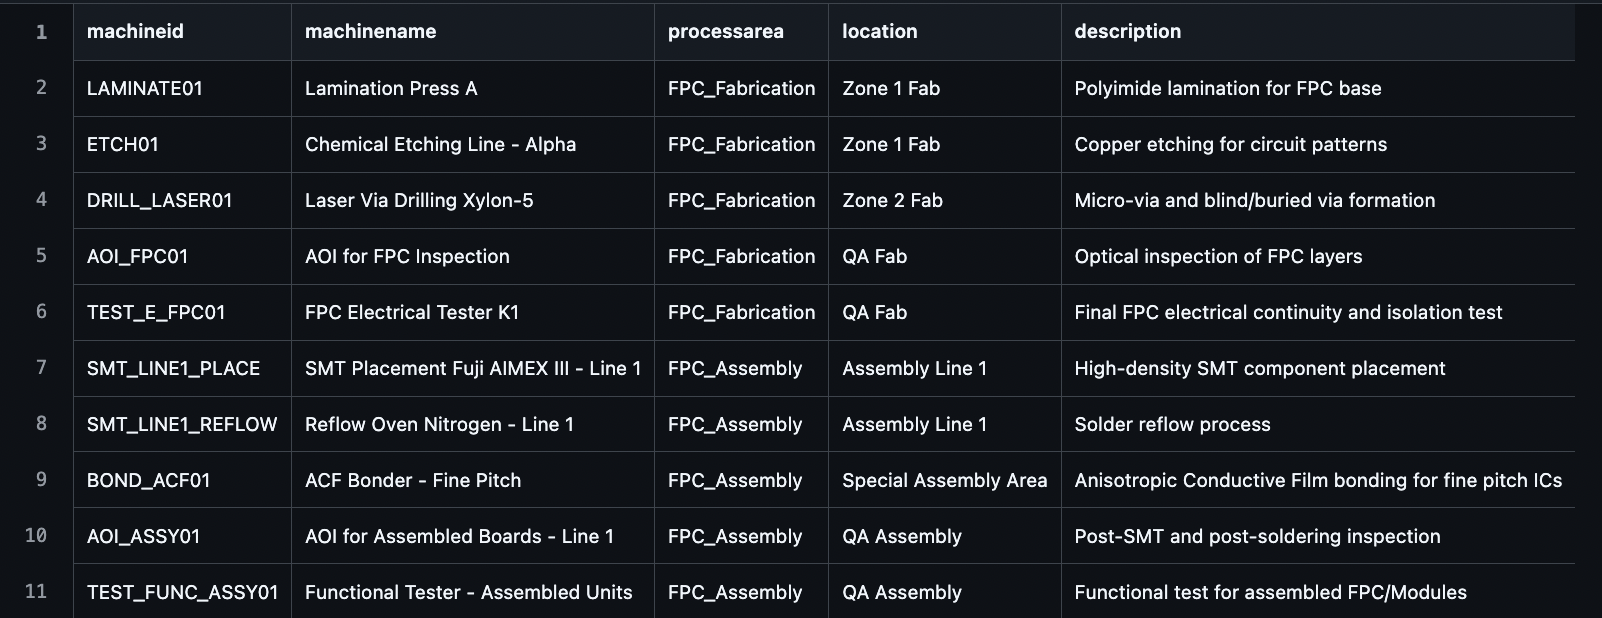 1 machineid machinename processarea location description
2 LAMINATE01 Lamination Press A FPC_Fabrication Zone 1 Fab Polyimide lamination for FPC base
3 ETCH01 Chemical Etching Line - Alpha FPC_Fabrication Zone 1 Fab Copper etching for circuit patterns
4 DRILL_LASER01 Laser Via Drilling Xylon-5 FPC_Fabrication Zone 2 Fab Micro-via and blind/buried via formation
5 AOI_FPC01 AOI for FPC Inspection FPC_Fabrication QA Fab Optical inspection of FPC layers
6 TEST_E_FPC01 FPC Electrical Tester K1 FPC_Fabrication QA Fab Final FPC electrical continuity and isolation test
7 SMT_LINE1_PLACE SMT Placement Fuji AIMEX III - Line 1 FPC_Assembly Assembly Line 1 High-density SMT component placement
8 SMT_LINE1_REFLOW Reflow Oven Nitrogen - Line 1 FPC_Assembly Assembly Line 1 Solder reflow process
9 BOND_ACF01 ACF Bonder - Fine Pitch FPC_Assembly Special Assembly Area Anisotropic Conductive Film bonding for fine pitch ICs
10 AOI_ASSY01 AOI for Assembled Boards - Line 1 FPC_Assembly QA Assembly Post-SMT and post-soldering inspection
11 TEST_FUNC_ASSY01 Functional Tester - Assembled Units FPC_Assembly QA Assembly Functional test for assembled FPC/Modules